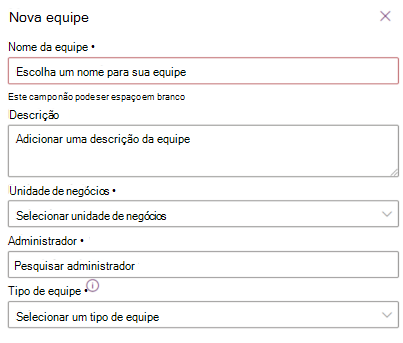 Nova equipe
Nome da equipe •
Escolha um nome para sua equipe
Este campo não pode ser espaço em branco
Descrição
Adicionar uma descrição da equipe
Unidade de negócios •
Selecionar unidade de negócios
Administrador •
Pesquisar administrador
Tipo de equipe •
Selecionar um tipo de equipe